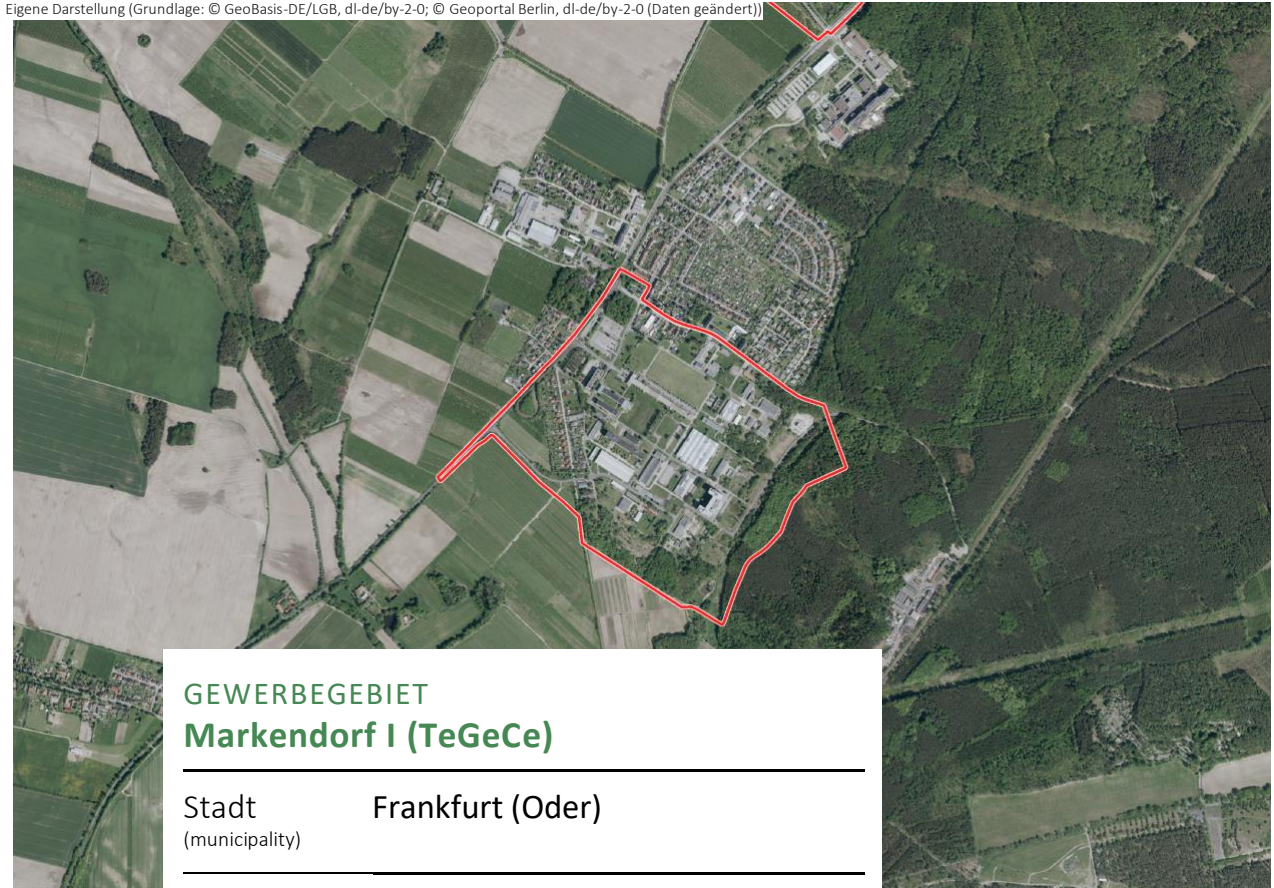 Eigene Darstellung (Grundlage: © GeoBasis-DE/LGB, dl-de/by-2-0; © Geoportal Berlin, dl-de/by-2-0 (Daten geändert))
GEWERBEGEBIET
Markendorf I (TeGeCe)
Stadt Frankfurt (Oder)
(municipality)